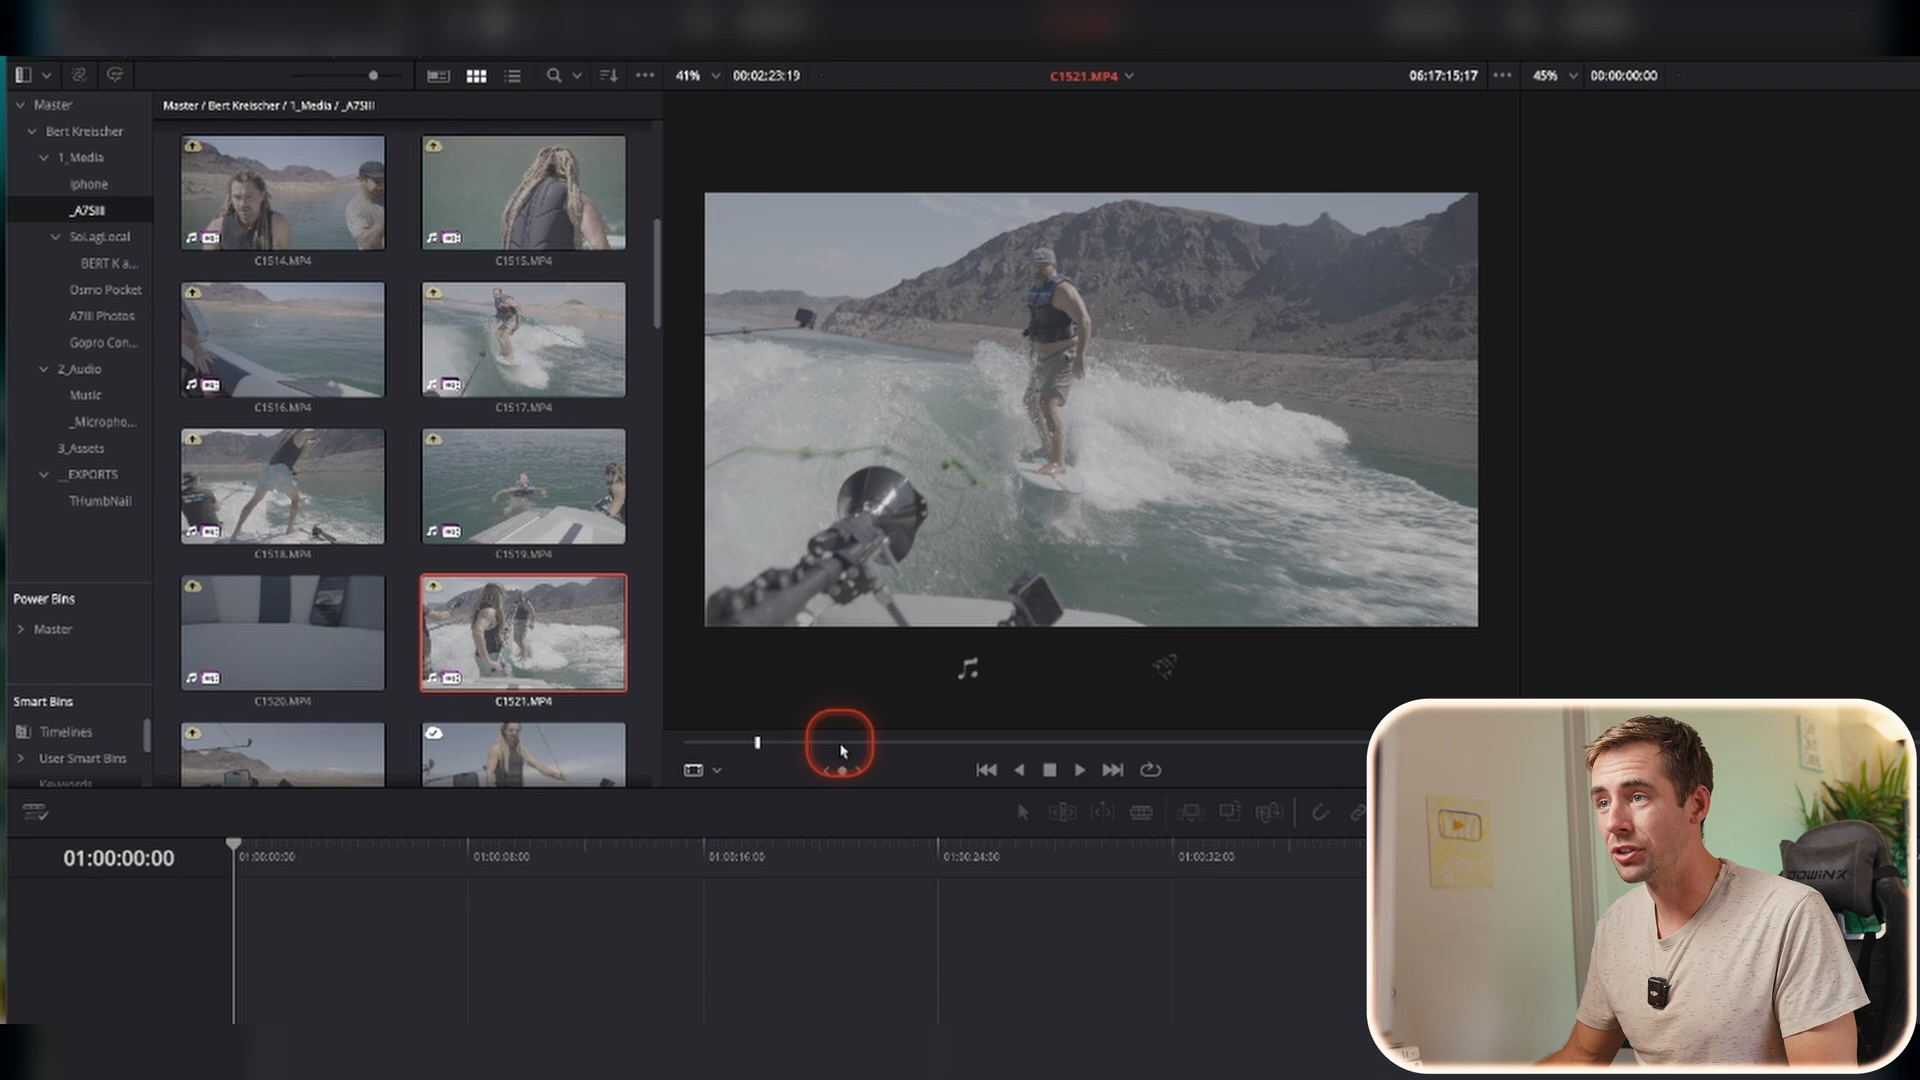 41%
00:02:23:19
C1521.MP4
06:17:15:17
45%
00:00:00:00
Master
Bert Kreischer
1_Media
Iphone
_A7SIII
SoLagLocal
BERT K a...
Osmo Pocket
A7III Photos
Gopro Con...
2_Audio
Music
_Micropho...
3_Assets
__EXPORTS
THumbNail
Power Bins
Master
Smart Bins
Timelines
User Smart Bins
Keywords
Master / Bert Kreischer / 1_Media / _A7SIII
C1514.MP4
C1515.MP4
C1516.MP4
C1517.MP4
C1518.MP4
C1519.MP4
C1520.MP4
C1521.MP4
01:00:00:00
01:00:00:00
01:00:08:00
01:00:16:00
01:00:24:00
01:00:32:00
DOWINX